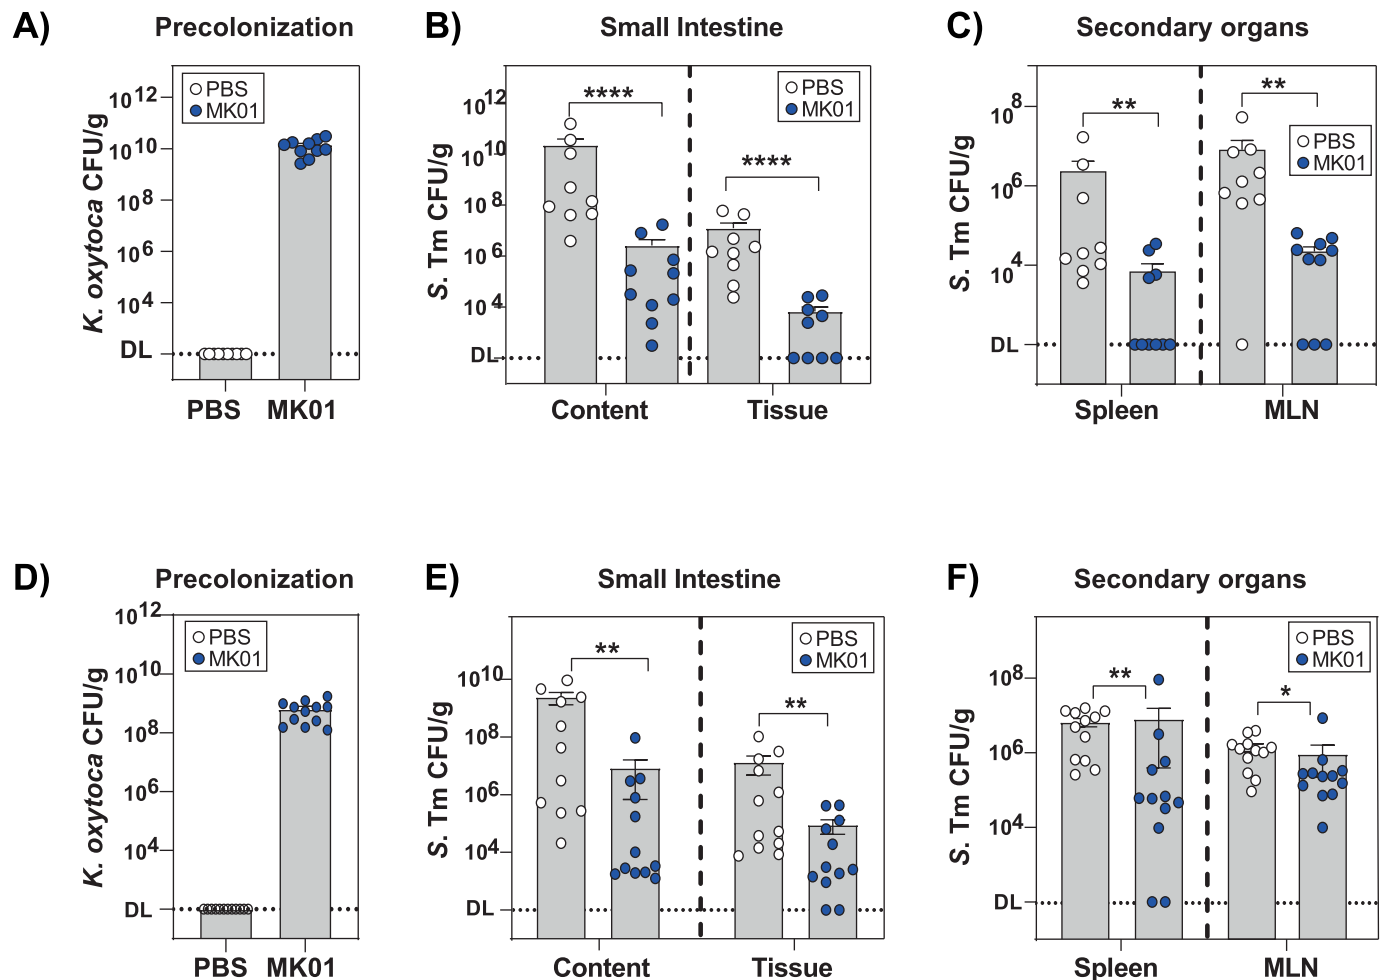 A) Precolonization
K. oxytoca CFU/g
PBS
MK01
10^12
10^10
10^8
10^6
10^4
DL
PBS MK01
B) Small Intestine
S. Tm CFU/g
PBS
MK01
****
****
10^12
10^10
10^8
10^6
10^4
DL
Content Tissue
C) Secondary organs
S. Tm CFU/g
PBS
MK01
**
**
10^8
10^6
10^4
DL
Spleen MLN
D) Precolonization
K. oxytoca CFU/g
PBS
MK01
10^12
10^10
10^8
10^6
10^4
DL
PBS MK01
E) Small Intestine
S. Tm CFU/g
PBS
MK01
**
**
10^10
10^8
10^6
10^4
DL
Content Tissue
F) Secondary organs
S. Tm CFU/g
PBS
MK01
**
*
10^8
10^6
10^4
DL
Spleen MLN